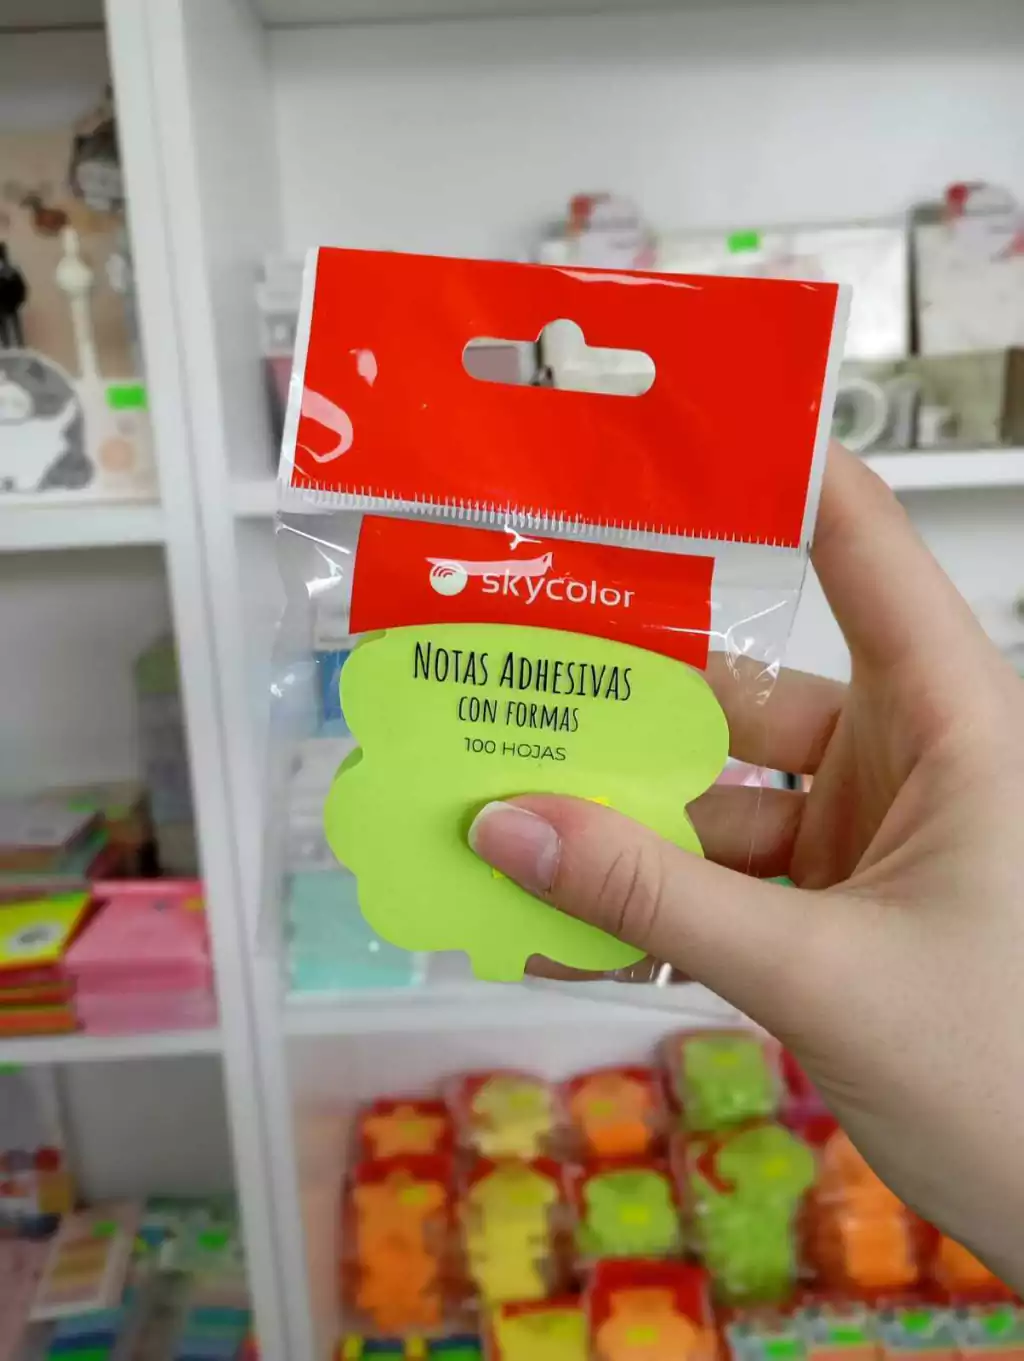 skycolor
NOTAS ADHESIVAS
CON FORMAS
100 HOJAS